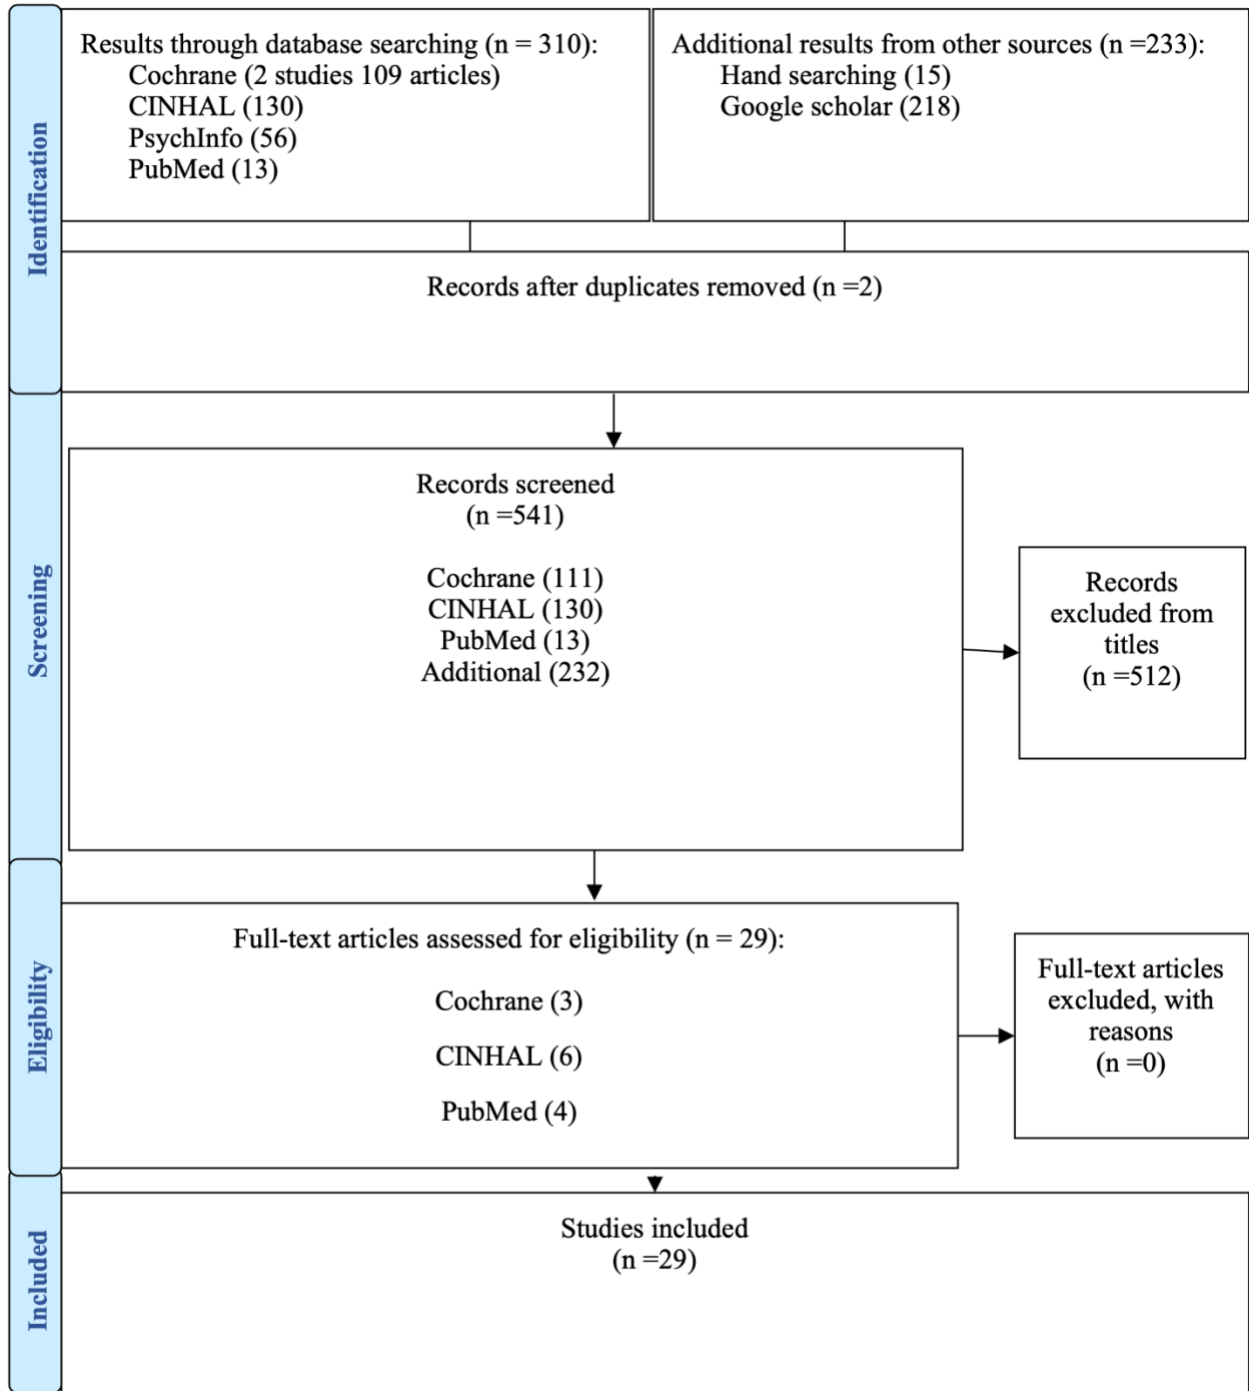 Identification
Results through database searching (n = 310):
Cochrane (2 studies 109 articles)
CINHAL (130)
PsychInfo (56)
PubMed (13)
Additional results from other sources (n =233):
Hand searching (15)
Google scholar (218)
Records after duplicates removed (n =2)
Screening
Records screened
(n =541)
Cochrane (111)
CINHAL (130)
PubMed (13)
Additional (232)
Records
excluded from
titles
(n =512)
Eligibility
Full-text articles assessed for eligibility (n = 29):
Cochrane (3)
CINHAL (6)
PubMed (4)
Full-text articles
excluded, with
reasons
(n =0)
Included
Studies included
(n =29)